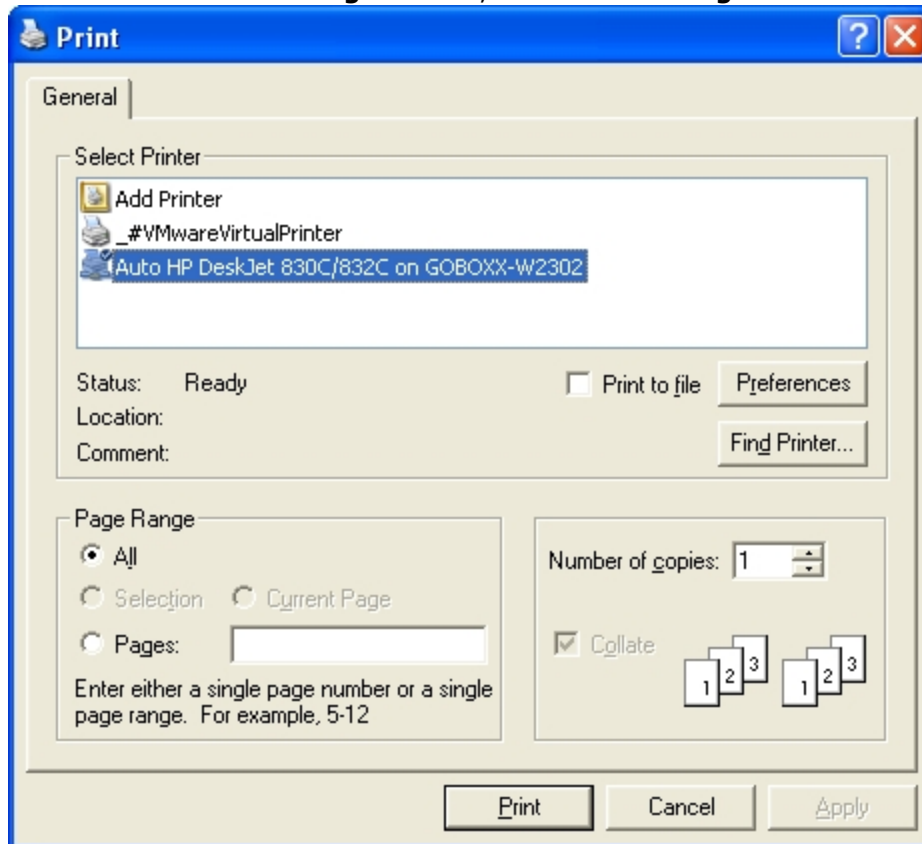 Print
General
Select Printer
Add Printer
_#VMwareVirtualPrinter
Auto HP DeskJet 830C/832C on GOBOXX-W2302
Status: Ready
Print to file
Preferences
Location:
Comment:
Find Printer...
Page Range
All
Selection
Current Page
Pages:
Enter either a single page number or a single
page range. For example, 5-12
Number of copies: 1
Collate
1 2 3 1 2 3
Print
Cancel
Apply